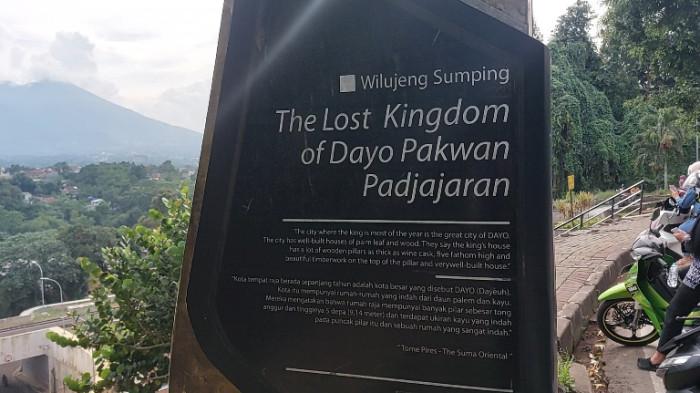 Wilujeng Sumping
The Lost Kingdom
of Dayo Pakwan
Padjajaran
"The city where the king is most of the year is the great city of DAYO.
The city has well-built houses of palm leaf and wood. They say the king's house
has a lot of wooden pillars as thick as wine cask, five fathom high and
beautiful timberwork on the top of the pillar and verywell-built house."
"Kota tempat raja berada sepanjang tahun adalah kota besar yang disebut DAYO (Dayeuh).
Kota itu mempunyai rumah-rumah yang indah dari daun palem dan kayu.
Mereka mengatakan bahwa rumah raja mempunyai banyak pilar sebesar tong
anggur dan tingginya 5 depa (9,14 meter) dan terdapat ukiran kayu yang indah
pada puncak pilar itu dan sebuah rumah yang sangat indah."
" Tome Pires - The Suma Oriental "